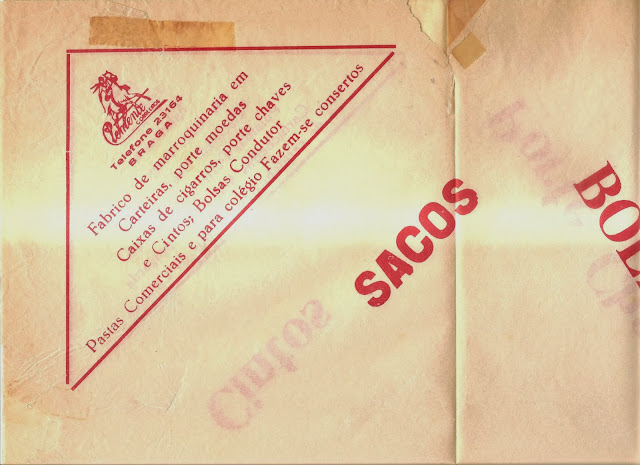 Telefone 23164
BRAGA
Fabrico de marroquinaria em
Carteiras, porte moedas
Caixas de cigarros, porte chaves
e Cintos; Bolsas Condutor
Pastas Comerciais e para colégio Fazem-se consertos
SACOS
Cintos